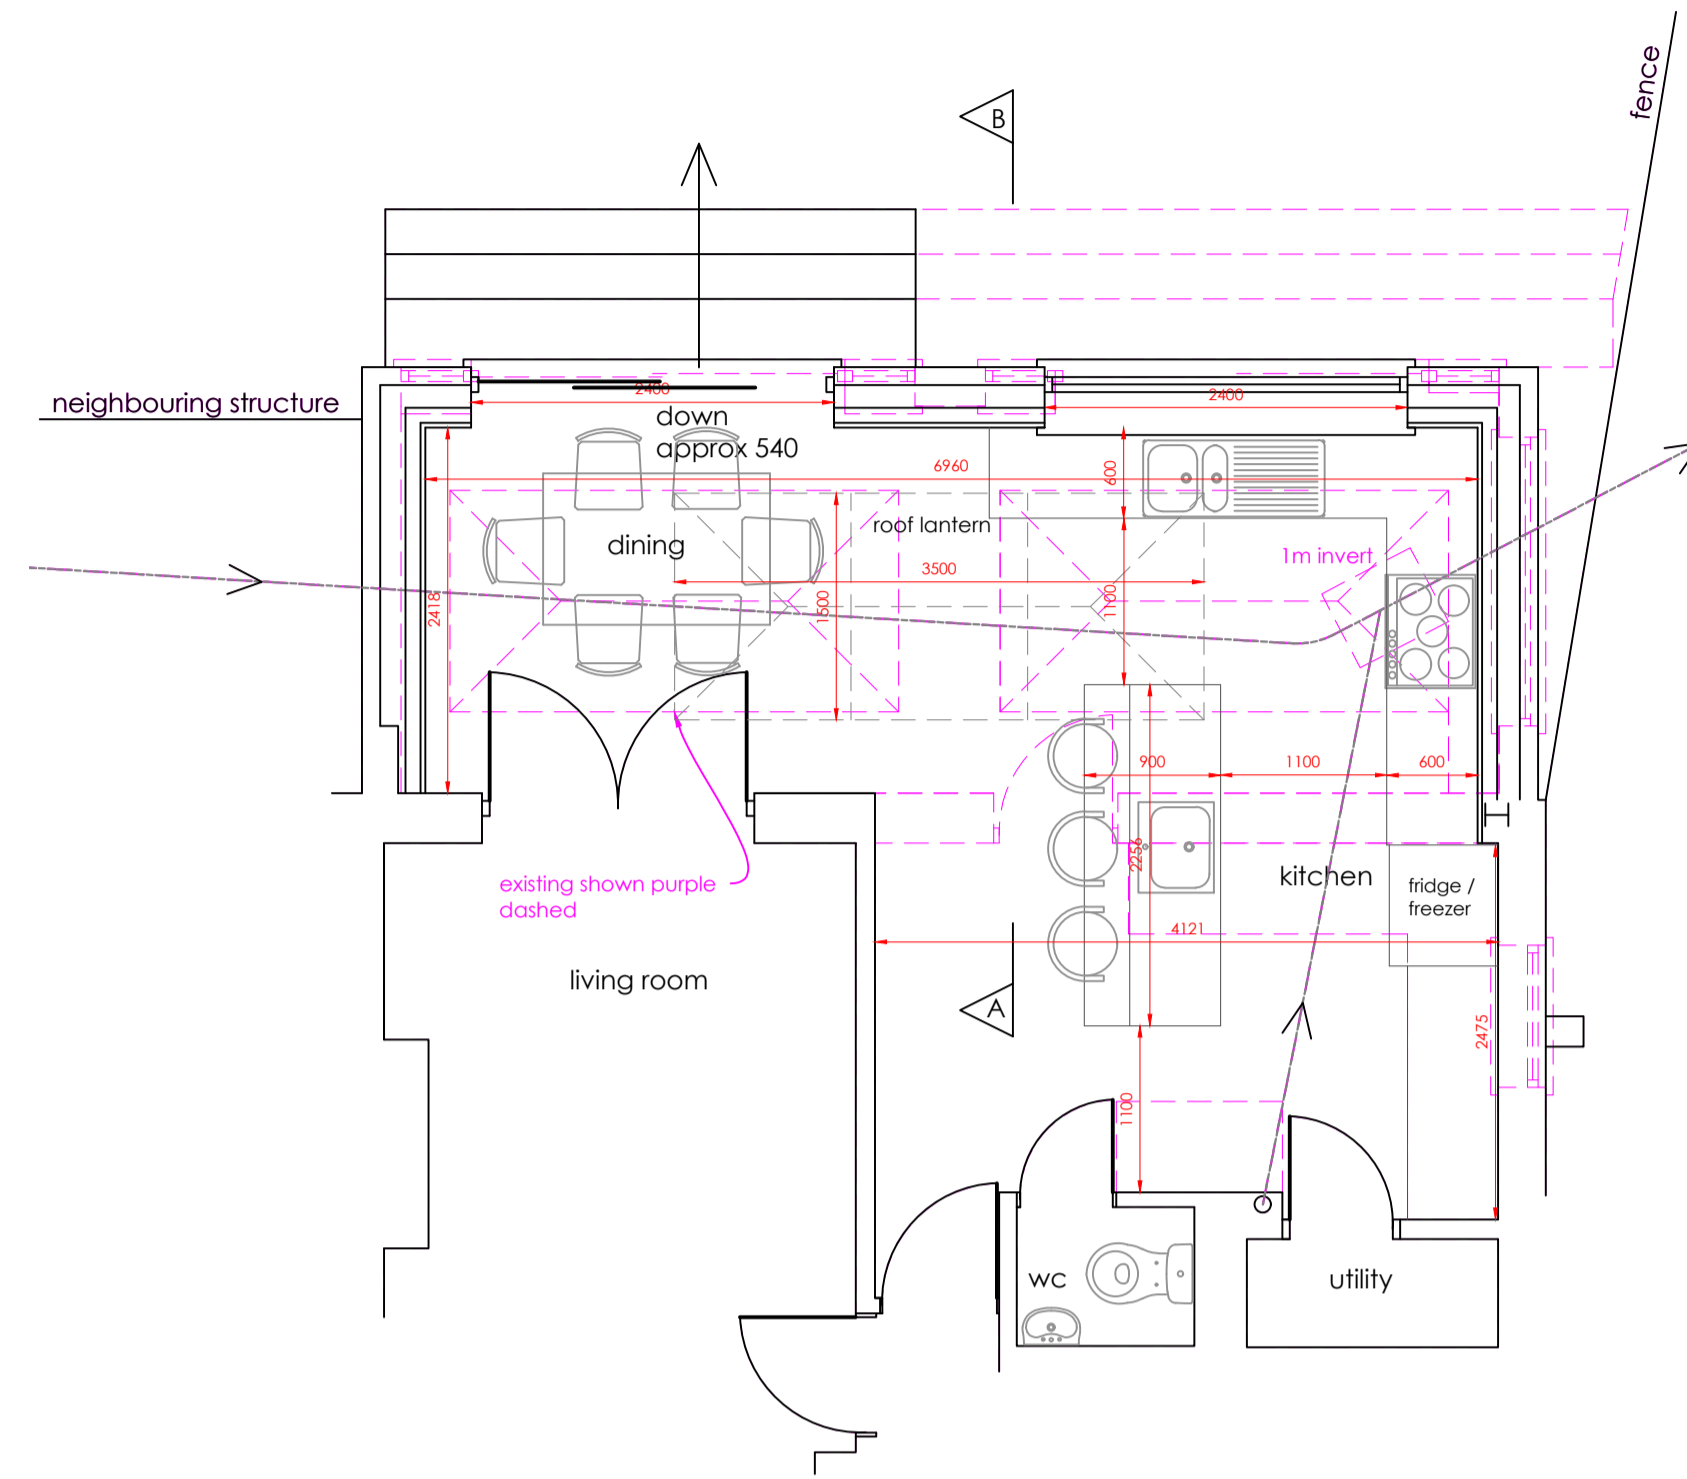 fence
B
neighbouring structure
2400
2400
down
approx 540
6960
600
roof lantern
dining
1m invert
3500
2418
1500
1100
900
1100
600
2256
existing shown purple
dashed
kitchen
fridge /
freezer
4121
living room
A
2475
1100
wc
utility